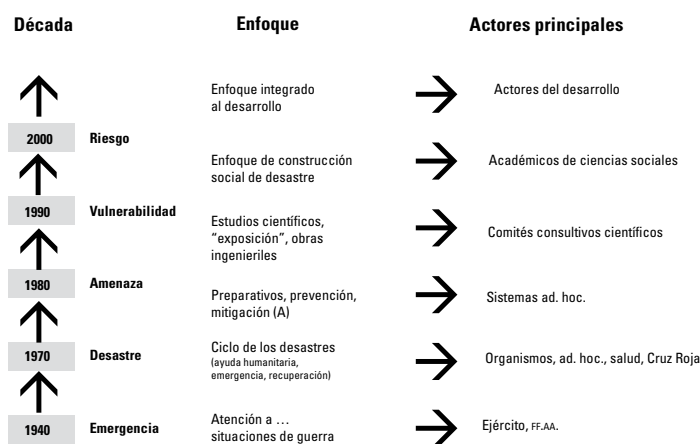 Década Enfoque Actores principales
Enfoque integrado
al desarrollo
Actores del desarrollo
2000 Riesgo
Enfoque de construcción
social de desastre
Académicos de ciencias sociales
1990 Vulnerabilidad
Estudios científicos,
“exposición”, obras
ingenieriles
Comités consultivos científicos
1980 Amenaza
Preparativos, prevención,
mitigación (A)
Sistemas ad. hoc.
1970 Desastre
Ciclo de los desastres
(ayuda humanitaria,
emergencia, recuperación)
Organismos, ad. hoc., salud, Cruz Roja
1940 Emergencia
Atención a …
situaciones de guerra
Ejército, FF.AA.